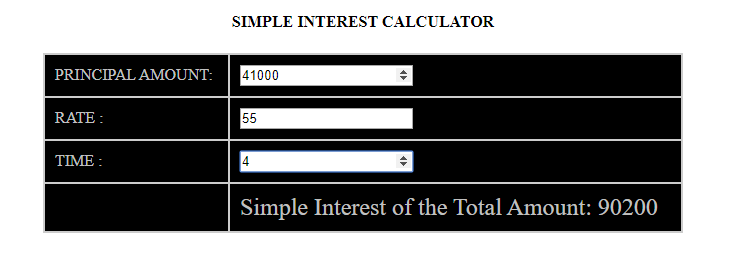 SIMPLE INTEREST CALCULATOR
PRINCIPAL AMOUNT: 41000
RATE : 55
TIME : 4
Simple Interest of the Total Amount: 90200